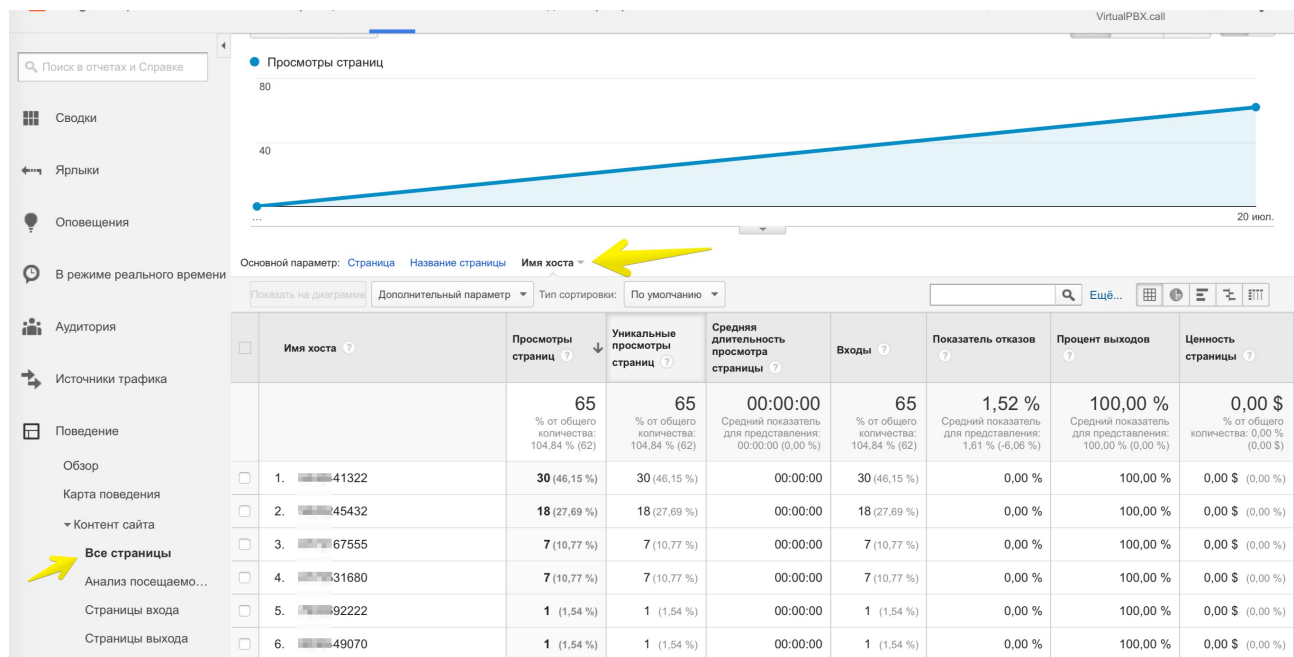 VirtualPBX.call
Поиск в отчетах и Справке
Сводки
Ярлыки
Оповещения
В режиме реального времени
Аудитория
Источники трафика
Поведение
Обзор
Карта поведения
Контент сайта
Все страницы
Анализ посещаемо…
Страницы входа
Страницы выхода
Просмотры страниц
80
40
...
20 июл.
Основной параметр: Страница Название страницы Имя хоста
Показать на диаграмме Дополнительный параметр Тип сортировки: По умолчанию Ещё...
Имя хоста ?
Просмотры
страниц ?
Уникальные
просмотры
страниц ?
Средняя
длительность
просмотра
страницы ?
Входы ?
Показатель отказов
?
Процент выходов
?
Ценность
страницы ?
65
% от общего
количества:
104,84 % (62)
65
% от общего
количества:
104,84 % (62)
00:00:00
Средний показатель
для представления:
00:00:00 (0,00 %)
65
% от общего
количества:
104,84 % (62)
1,52 %
Средний показатель
для представления:
1,61 % (-6,06 %)
100,00 %
Средний показатель
для представления:
100,00 % (0,00 %)
0,00 $
% от общего
количества: 0,00 %
(0,00 $)
1. 41322 30 (46,15 %) 30 (46,15 %) 00:00:00 30 (46,15 %) 0,00 % 100,00 % 0,00 $ (0,00 %)
2. 45432 18 (27,69 %) 18 (27,69 %) 00:00:00 18 (27,69 %) 0,00 % 100,00 % 0,00 $ (0,00 %)
3. 67555 7 (10,77 %) 7 (10,77 %) 00:00:00 7 (10,77 %) 0,00 % 100,00 % 0,00 $ (0,00 %)
4. 31680 7 (10,77 %) 7 (10,77 %) 00:00:00 7 (10,77 %) 0,00 % 100,00 % 0,00 $ (0,00 %)
5. 92222 1 (1,54 %) 1 (1,54 %) 00:00:00 1 (1,54 %) 0,00 % 100,00 % 0,00 $ (0,00 %)
6. 49070 1 (1,54 %) 1 (1,54 %) 00:00:00 1 (1,54 %) 0,00 % 100,00 % 0,00 $ (0,00 %)